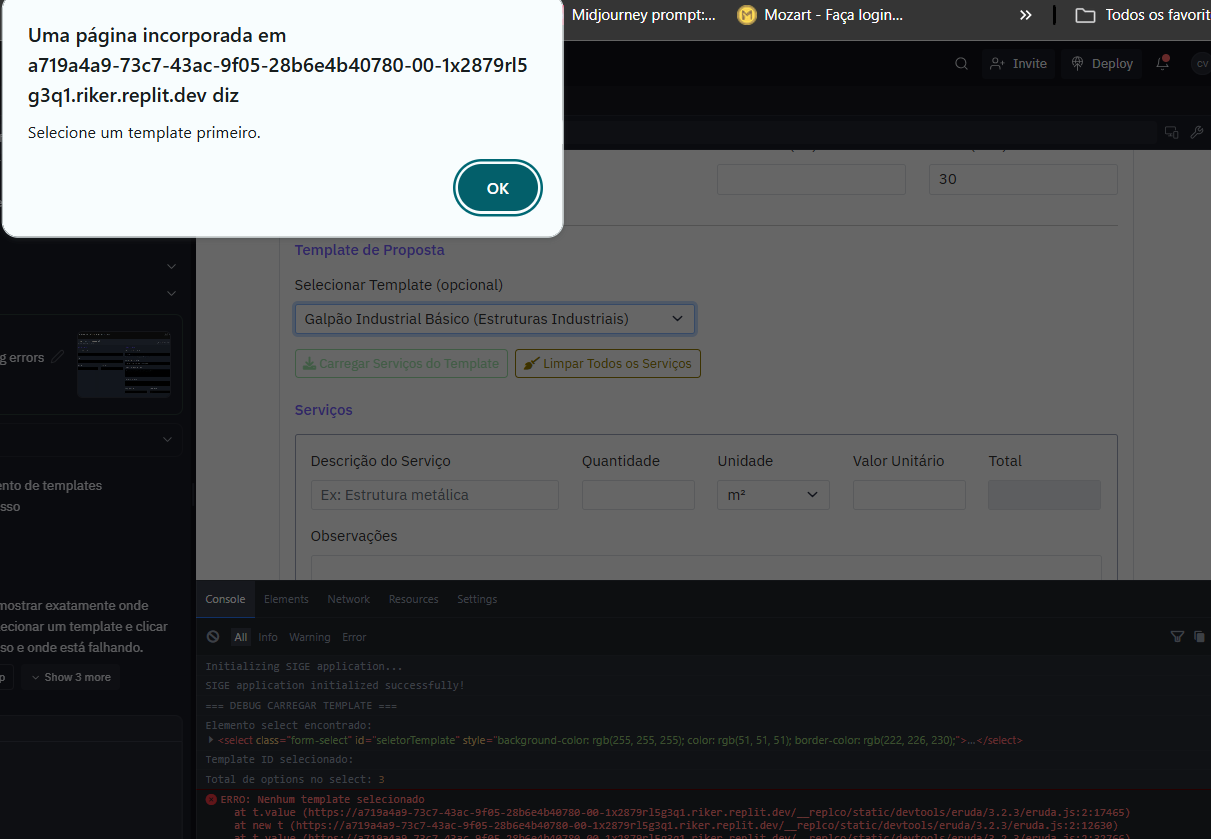 Midjourney prompt:...
Mozart - Faça login...
Todos os favorit
Uma página incorporada em
a719a4a9-73c7-43ac-9f05-28b6e4b40780-00-1x2879rl5
g3q1.riker.replit.dev diz
Selecione um template primeiro.
OK
Invite
Deploy
CV
30
Template de Proposta
Selecionar Template (opcional)
Galpão Industrial Básico (Estruturas Industriais)
Carregar Serviços do Template
Limpar Todos os Serviços
g errors
Serviços
Descrição do Serviço
Quantidade
Unidade
Valor Unitário
Total
Ex: Estrutura metálica
m²
Observações
ento de templates
sso
mostrar exatamente onde
ecionar um template e clicar
so e onde está falhando.
p
Show 3 more
Console
Elements
Network
Resources
Settings
All
Info
Warning
Error
Initializing SIGE application...
SIGE application initialized successfully!
=== DEBUG CARREGAR TEMPLATE ===
Elemento select encontrado:
<select class="form-select" id="seletorTemplate" style="background-color: rgb(255, 255, 255); color: rgb(51, 51, 51); border-color: rgb(222, 226, 230);">…</select>
Template ID selecionado:
Total de options no select: 3
ERRO: Nenhum template selecionado
at t.value (https://a719a4a9-73c7-43ac-9f05-28b6e4b40780-00-1x2879rl5g3q1.riker.replit.dev/__replco/static/devtools/eruda/3.2.3/eruda.js:2:17465)
at new t (https://a719a4a9-73c7-43ac-9f05-28b6e4b40780-00-1x2879rl5g3q1.riker.replit.dev/__replco/static/devtools/eruda/3.2.3/eruda.js:2:12630)